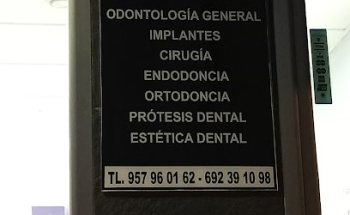 ODONTOLOGÍA GENERAL
IMPLANTES
CIRUGÍA
ENDODONCIA
ORTODONCIA
PRÓTESIS DENTAL
ESTÉTICA DENTAL
TL. 957 96 01 62 - 692 39 10 98